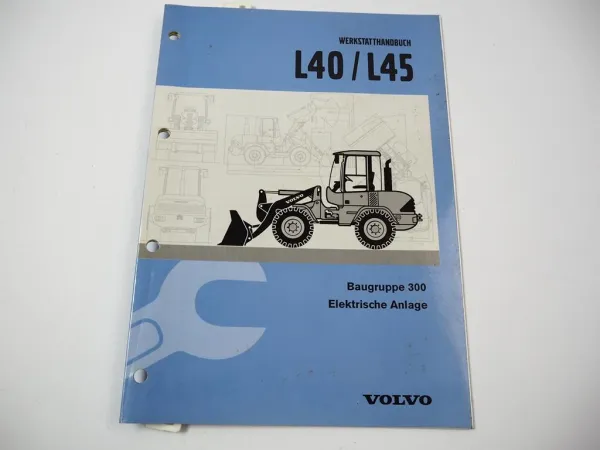 WERKSTATTHANDBUCH
L40 / L45
VOLVO
Baugruppe 300
Elektrische Anlage
VOLVO